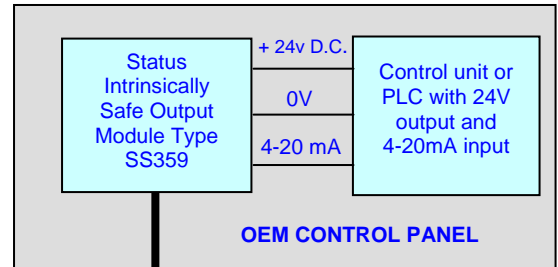 Status
Intrinsically
Safe Output
Module Type
SS359
+ 24v D.C.
0V
4-20 mA
Control unit or
PLC with 24V
output and
4-20mA input
OEM CONTROL PANEL